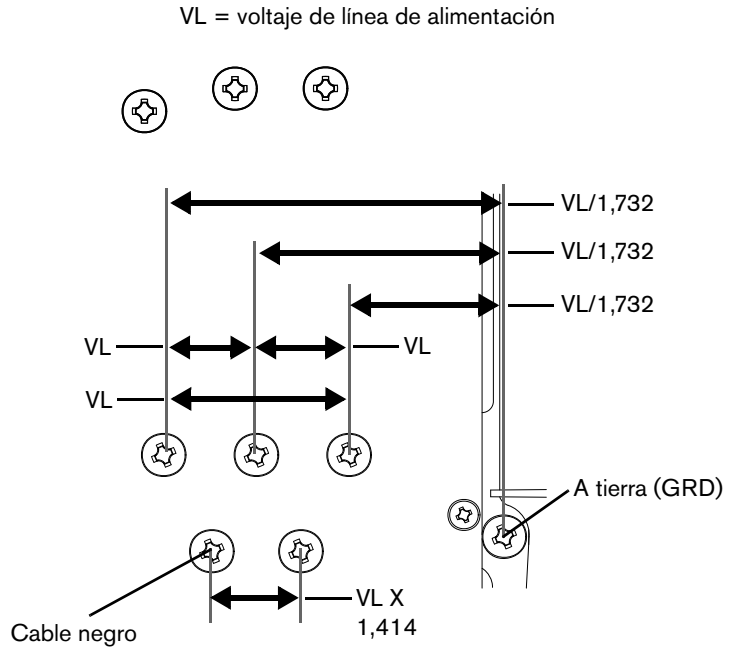 VL = voltaje de línea de alimentación
VL/1,732
VL/1,732
VL/1,732
VL
VL
VL
A tierra (GRD)
VL X
1,414
Cable negro